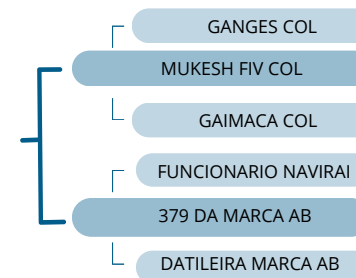 GANGES COL
MUKESH FIV COL
GAIMACA COL
FUNCIONARIO NAVIRAI
379 DA MARCA AB
DATILEIRA MARCA AB